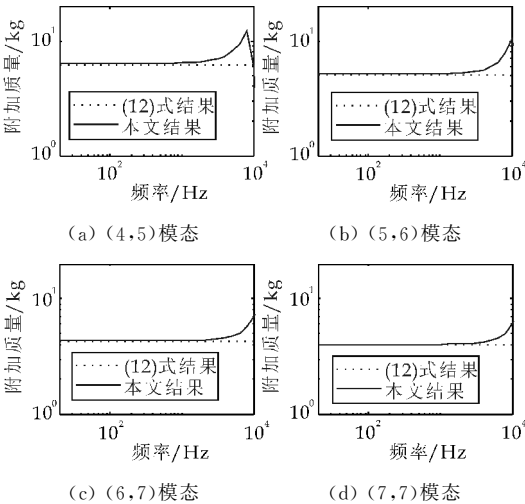 附加质量/kg
10¹
10⁰
(12)式结果
本文结果
10²
10⁴
频率/Hz
(a) (4,5)模态
附加质量/kg
10¹
10⁰
(12)式结果
本文结果
10²
10⁴
频率/Hz
(b) (5,6)模态
附加质量/kg
10¹
10⁰
(12)式结果
本文结果
10²
10⁴
频率/Hz
(c) (6,7)模态
附加质量/kg
10¹
10⁰
(12)式结果
本文结果
10²
10⁴
频率/Hz
(d) (7,7)模态